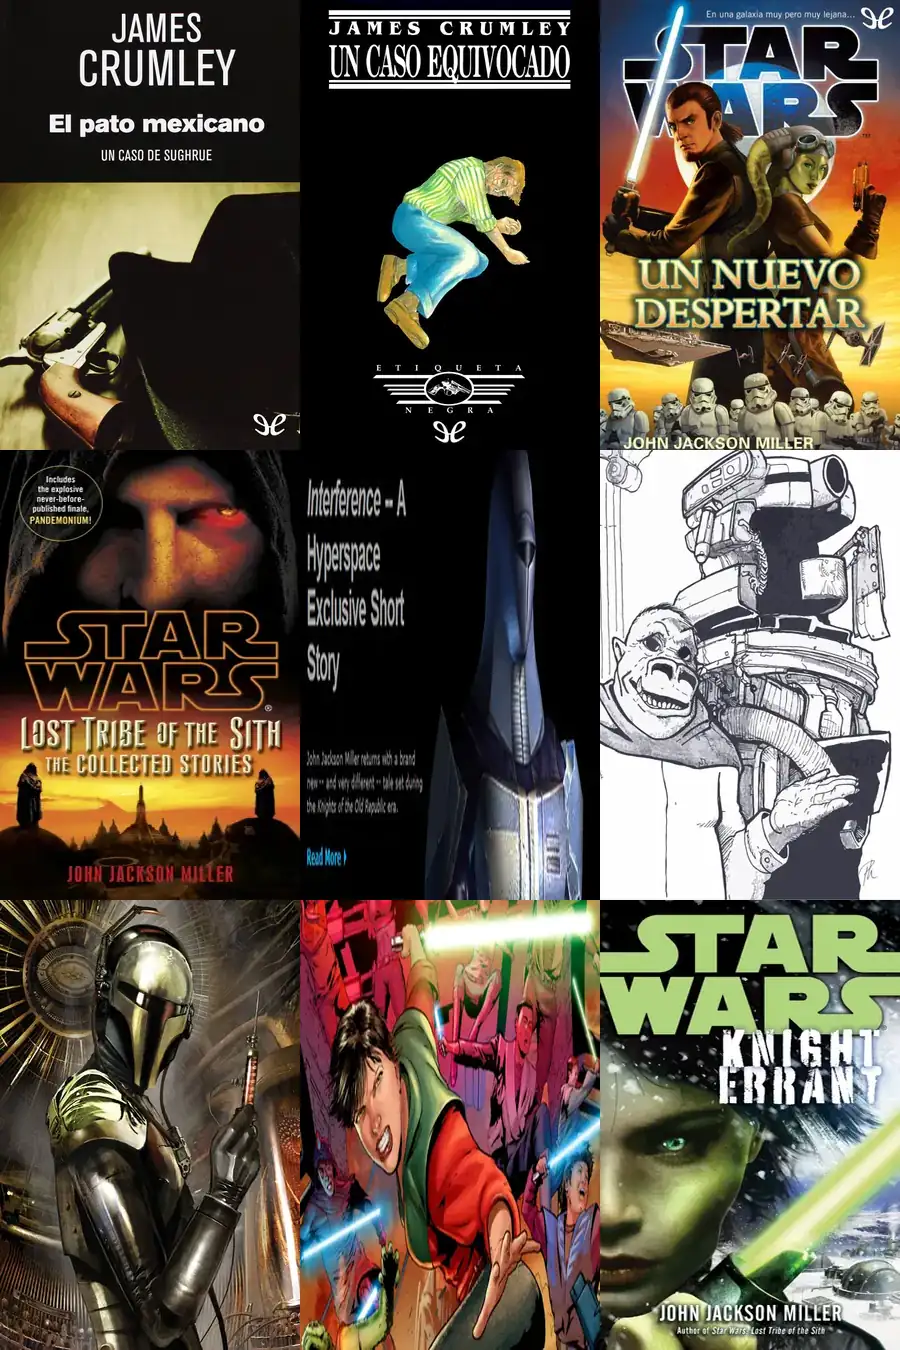 JAMES
CRUMLEY
El pato mexicano
UN CASO DE SUGHRUE
JAMES CRUMLEY
UN CASO EQUIVOCADO
ETIQUETA
NEGRA
En una galaxia muy pero muy lejana...
STAR
WARS
UN NUEVO
DESPERTAR
JOHN JACKSON MILLER
Includes
the explosive
never-before-
published finale,
PANDEMONIUM!
STAR
WARS®
LOST TRIBE OF THE SITH
THE COLLECTED STORIES
JOHN JACKSON MILLER
Interference -- A
Hyperspace
Exclusive Short
Story
John Jackson Miller returns with a brand
new -- and very different -- tale set during
the Knights of the Old Republic era.
Read More
STAR
WARS
KNIGHT
ERRANT
JOHN JACKSON MILLER
Author of Star Wars: Lost Tribe of the Sith